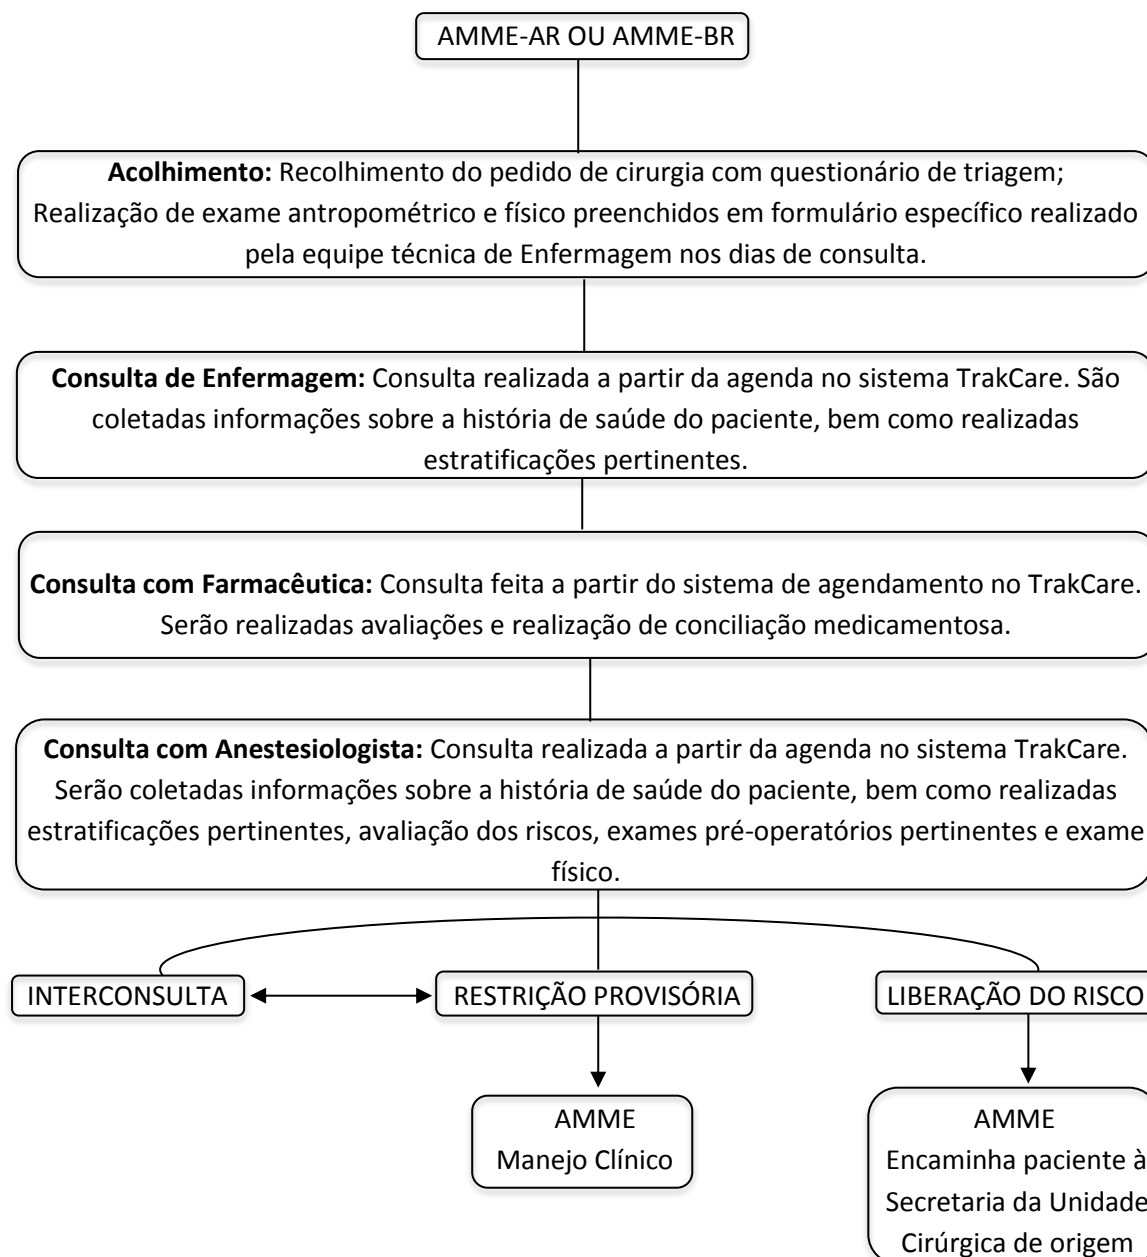 AMME-AR OU AMME-BR
Acolhimento: Recolhimento do pedido de cirurgia com questionário de triagem;
Realização de exame antropométrico e físico preenchidos em formulário específico realizado
pela equipe técnica de Enfermagem nos dias de consulta.
Consulta de Enfermagem: Consulta realizada a partir da agenda no sistema TrakCare. São
coletadas informações sobre a história de saúde do paciente, bem como realizadas
estratificações pertinentes.
Consulta com Farmacêutica: Consulta feita a partir do sistema de agendamento no TrakCare.
Serão realizadas avaliações e realização de conciliação medicamentosa.
Consulta com Anestesiologista: Consulta realizada a partir da agenda no sistema TrakCare.
Serão coletadas informações sobre a história de saúde do paciente, bem como realizadas
estratificações pertinentes, avaliação dos riscos, exames pré-operatórios pertinentes e exame
físico.
INTERCONSULTA
RESTRIÇÃO PROVISÓRIA
LIBERAÇÃO DO RISCO
AMME
Manejo Clínico
AMME
Encaminha paciente à
Secretaria da Unidade
Cirúrgica de origem